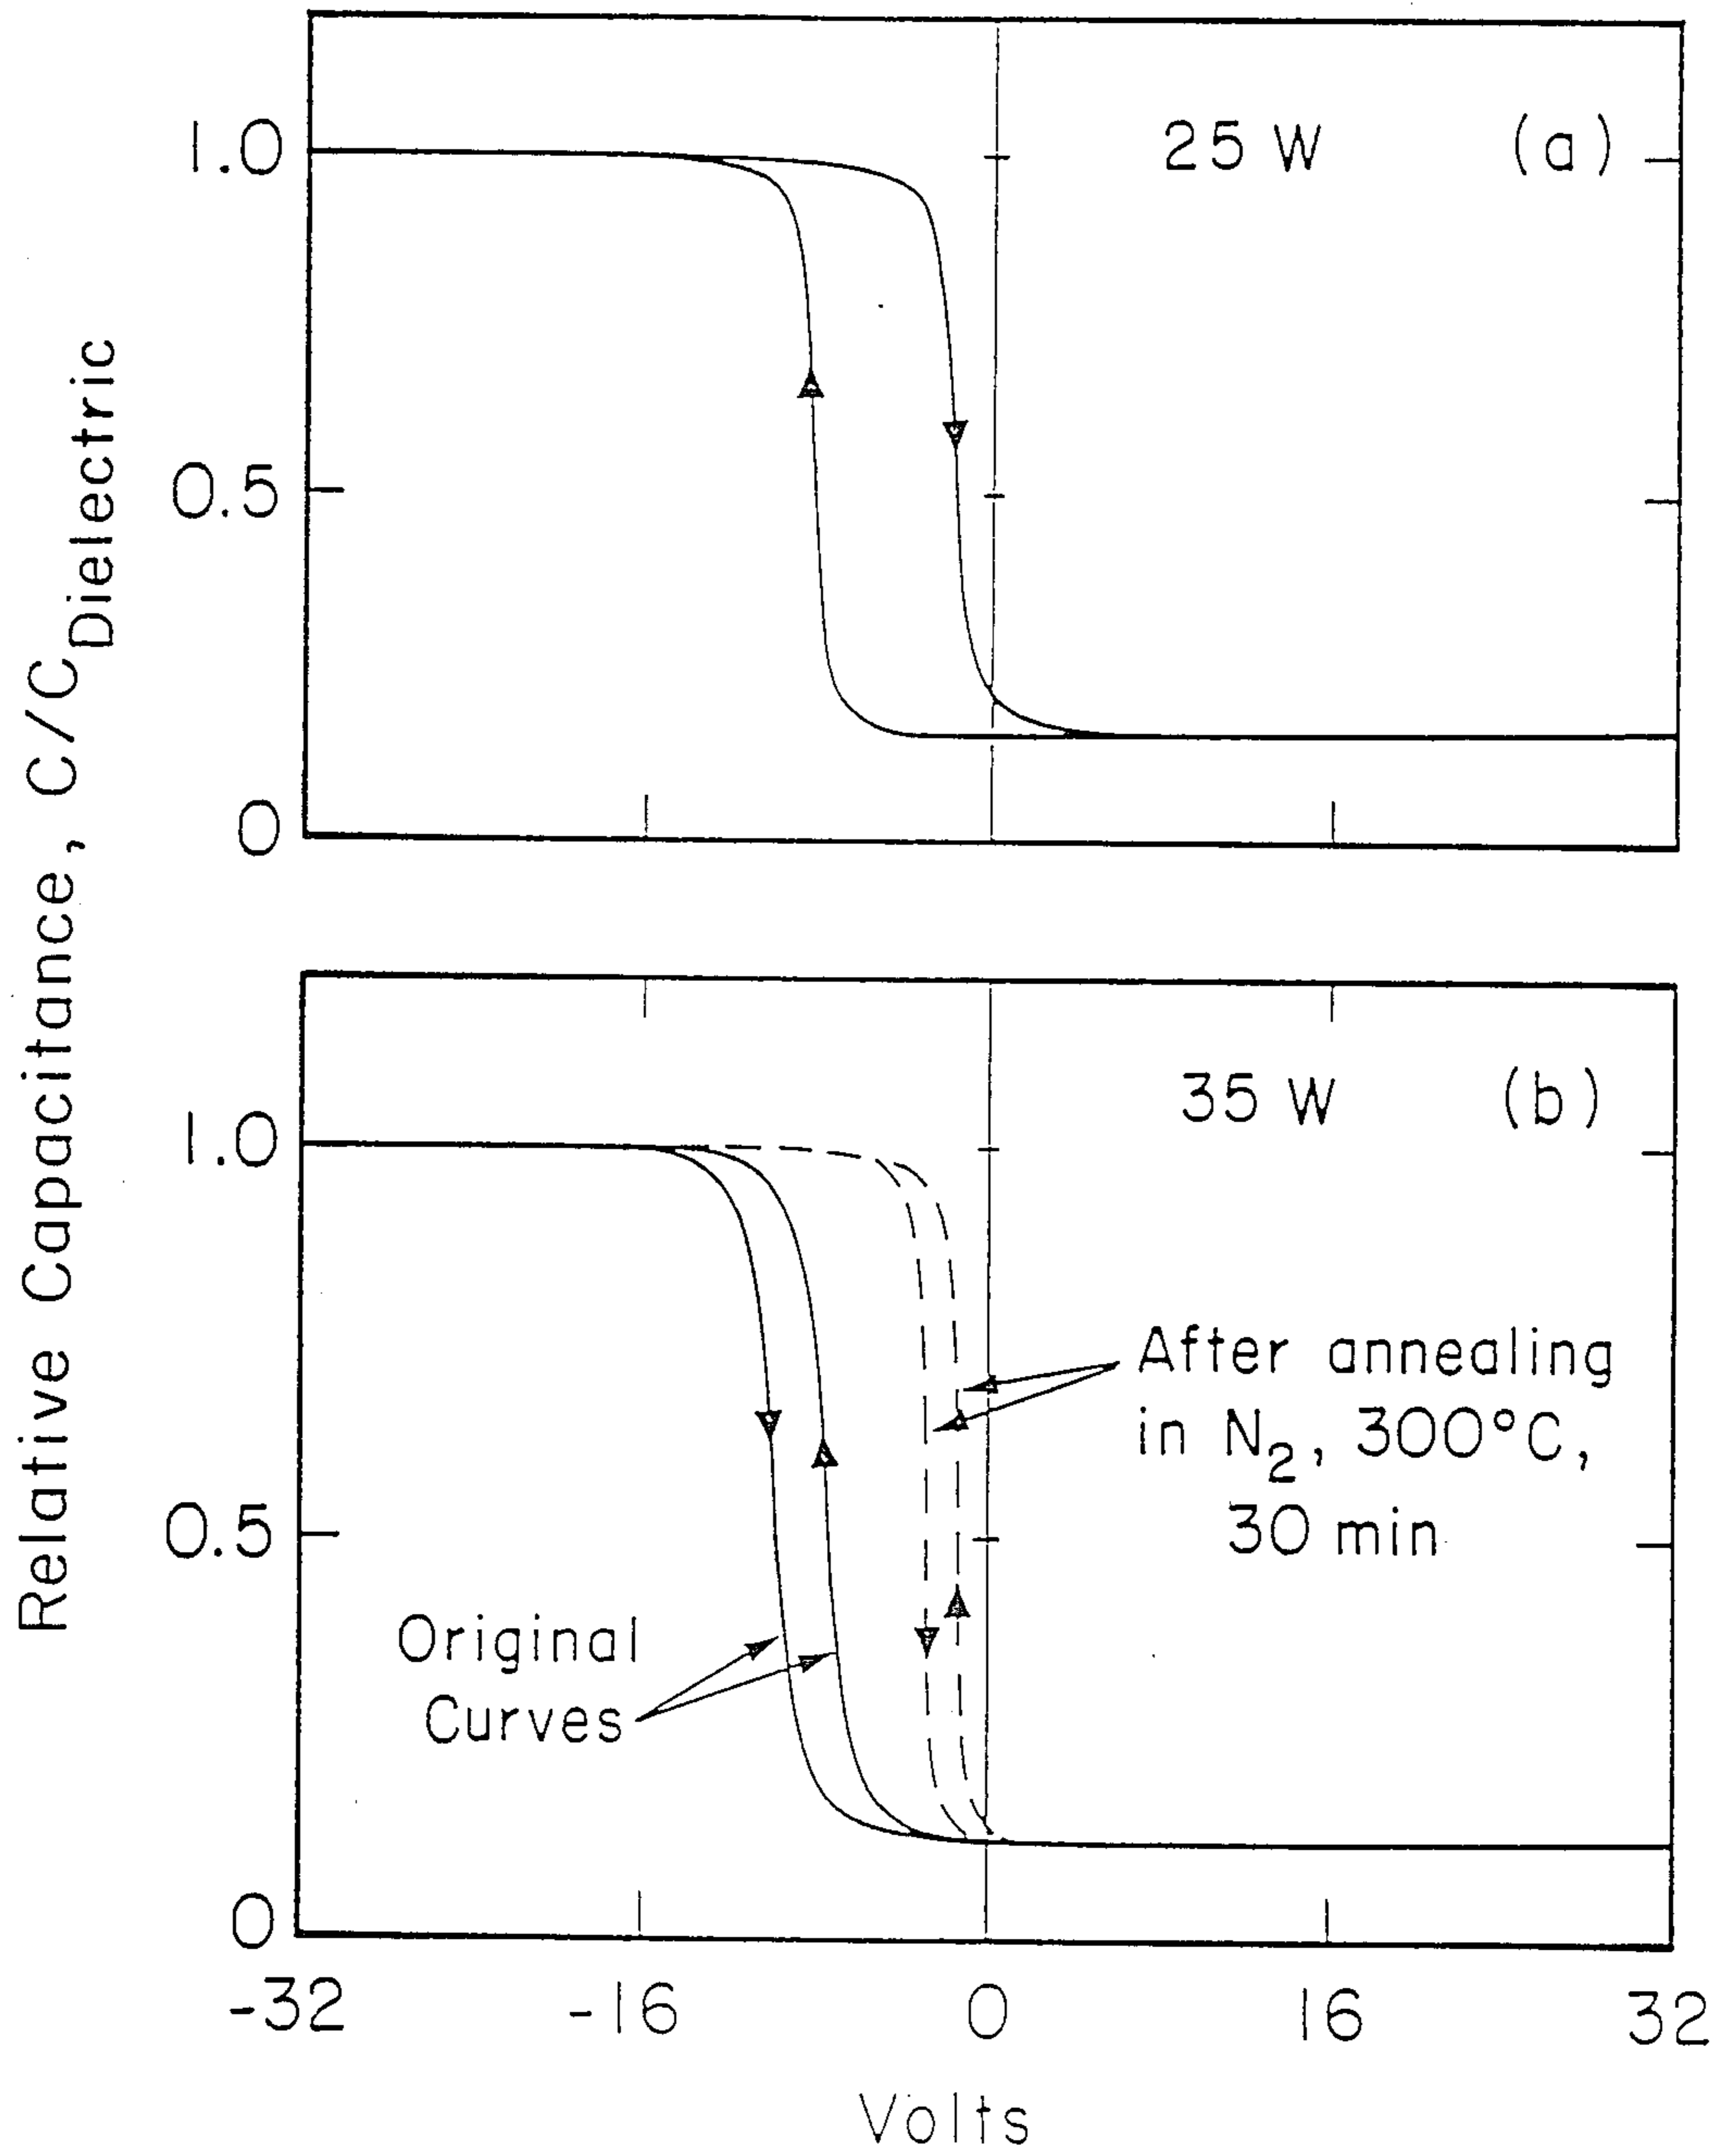 Relative Capacitance, C/C_Dielectric
25 W (a)
1.0
0.5
0
35 W (b)
1.0
After annealing
in N₂, 300°C,
30 min
0.5
Original
Curves
0
-32 -16 0 16 32
Volts